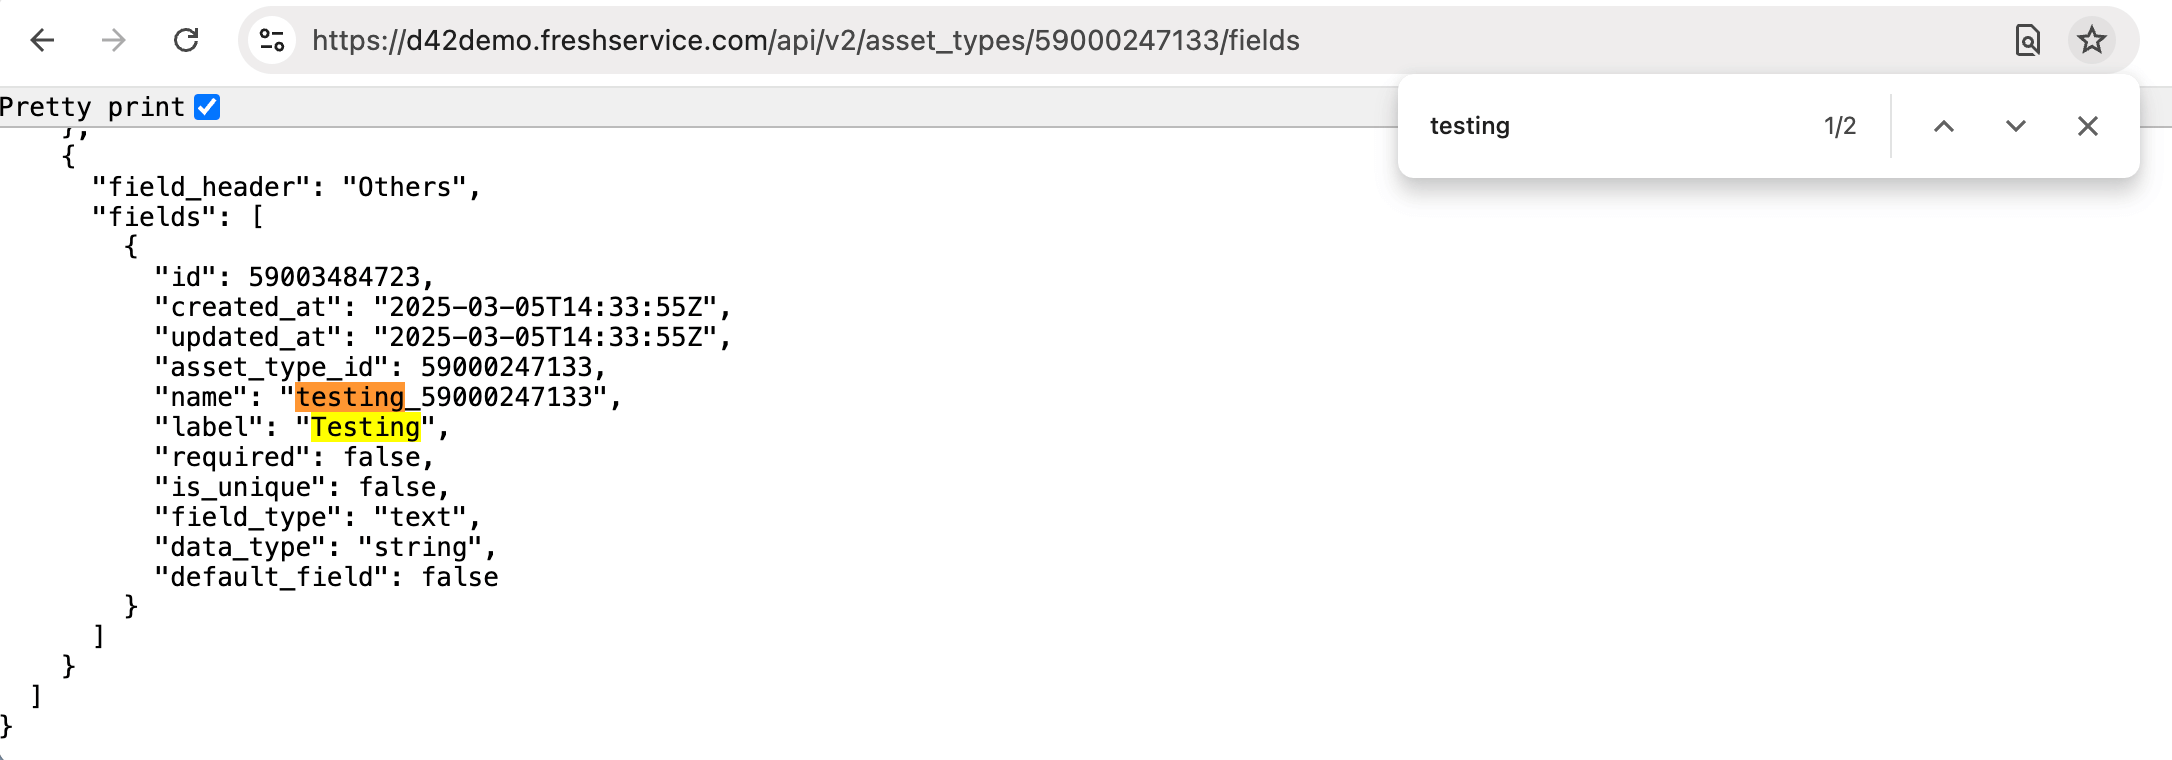 https://d42demo.freshservice.com/api/v2/asset_types/59000247133/fields
testing 1/2
Pretty print
},
{
"field_header": "Others",
"fields": [
{
"id": 59003484723,
"created_at": "2025-03-05T14:33:55Z",
"updated_at": "2025-03-05T14:33:55Z",
"asset_type_id": 59000247133,
"name": "testing_59000247133",
"label": "Testing",
"required": false,
"is_unique": false,
"field_type": "text",
"data_type": "string",
"default_field": false
}
]
}
]
}